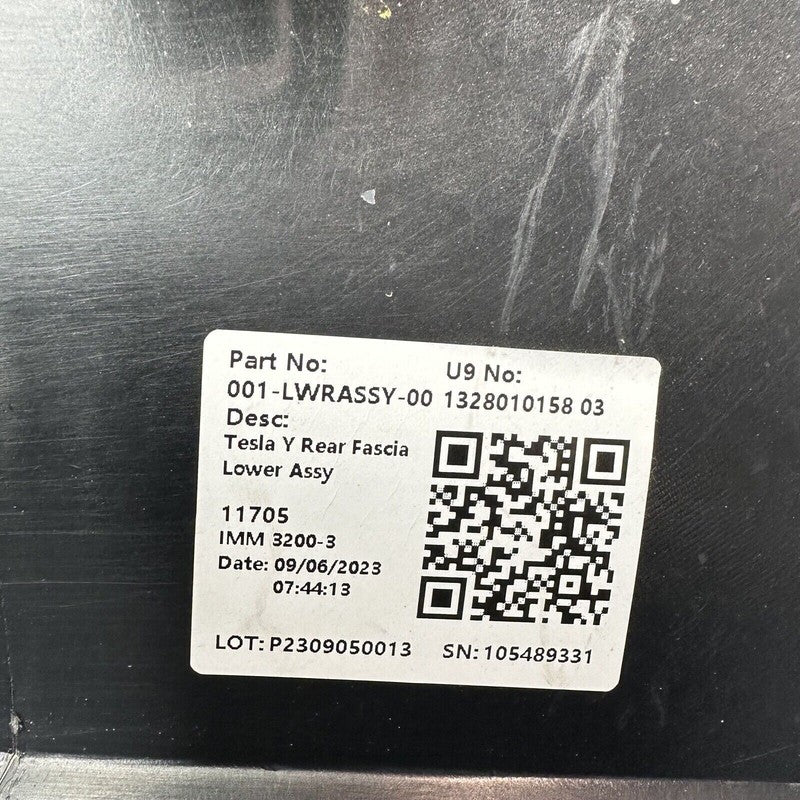 Part No: U9 No:
001-LWRASSY-00 1328010158 03
Desc:
Tesla Y Rear Fascia
Lower Assy
11705
IMM 3200-3
Date: 09/06/2023
07:44:13
LOT: P2309050013 SN: 105489331